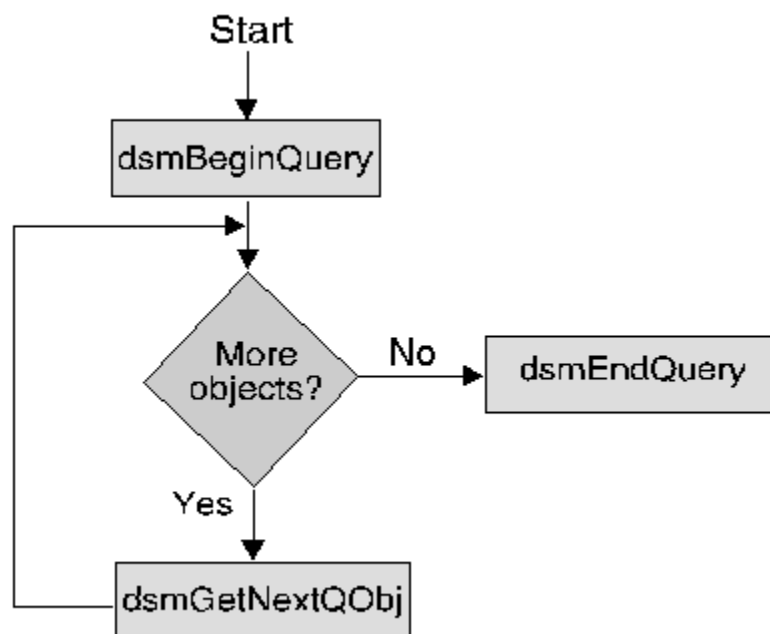 Start
dsmBeginQuery
More
objects?
No
dsmEndQuery
Yes
dsmGetNextQObj